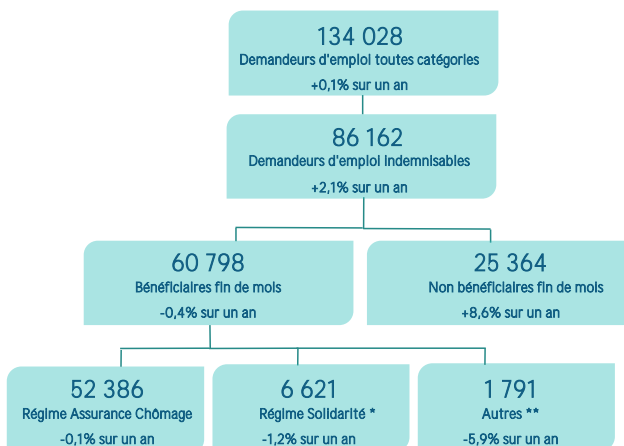 134 028
Demandeurs d'emploi toutes catégories
+0,1% sur un an
86 162
Demandeurs d'emploi indemnisables
+2,1% sur un an
60 798
Bénéficiaires fin de mois
-0,4% sur un an
25 364
Non bénéficiaires fin de mois
+8,6% sur un an
52 386
Régime Assurance Chômage
-0,1% sur un an
6 621
Régime Solidarité *
-1,2% sur un an
1 791
Autres **
-5,9% sur un an